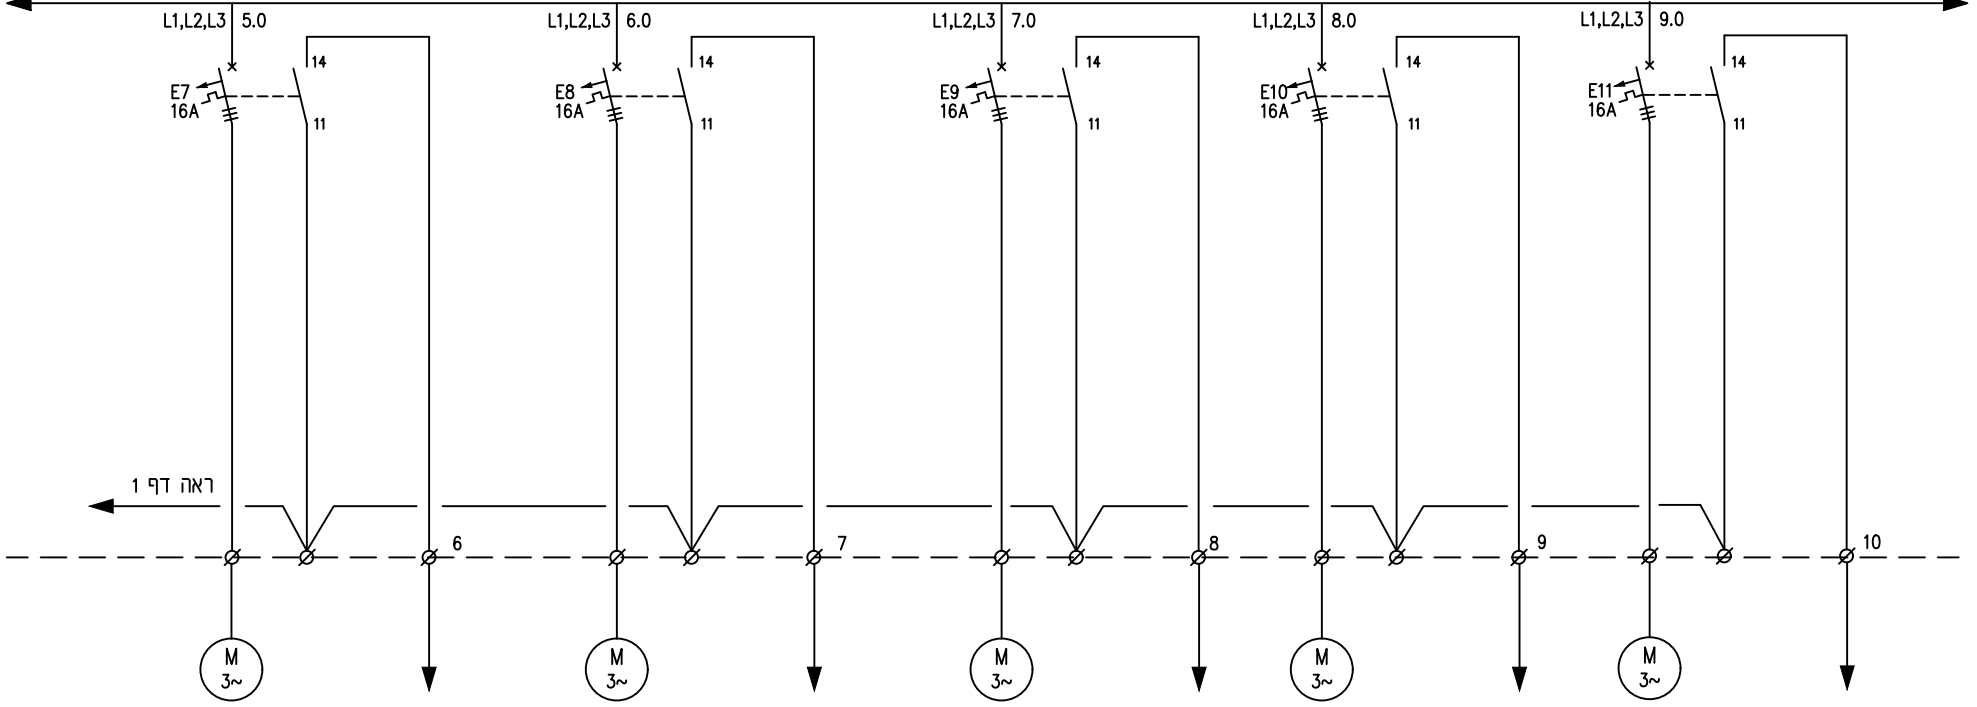 L1,L2,L3 5.0
L1,L2,L3 6.0
L1,L2,L3 7.0
L1,L2,L3 8.0
L1,L2,L3 9.0
14
14
14
14
14
E7
16A
E8
16A
E9
16A
E10
16A
E11
16A
11
11
11
11
11
ראה דף 1
6
7
8
9
10
M
3~
M
3~
M
3~
M
3~
M
3~